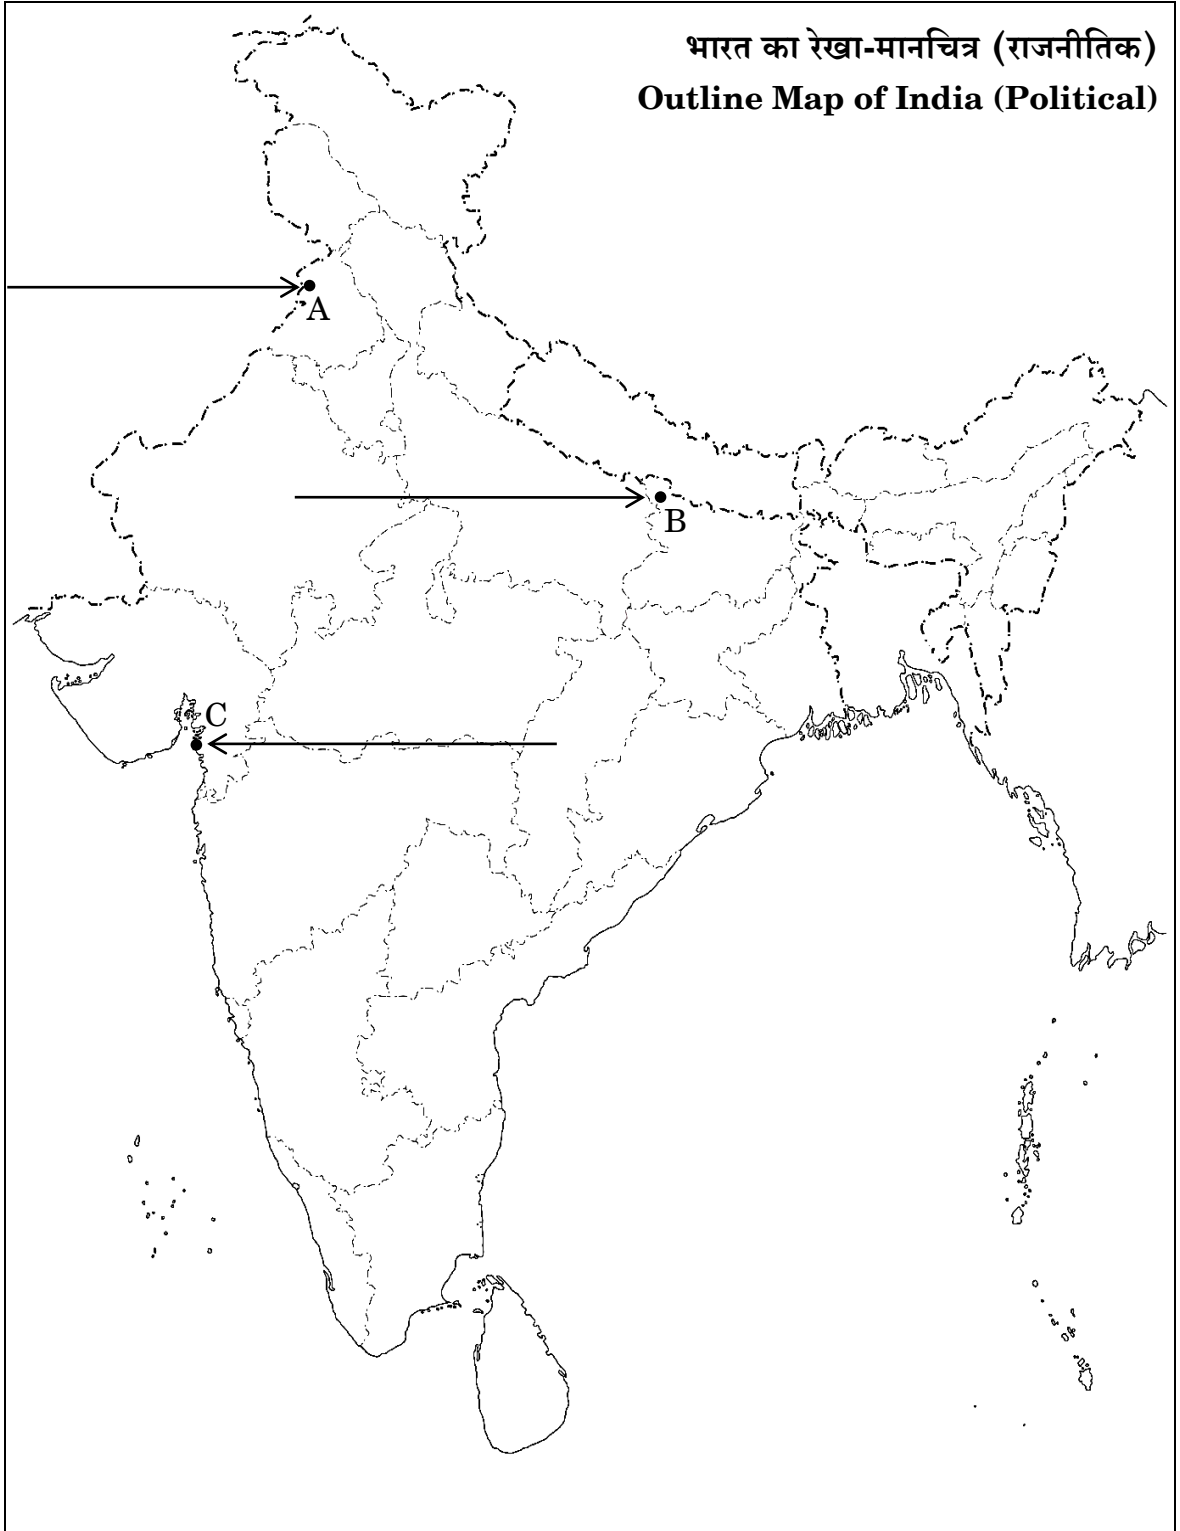 भारत का रेखा-मानचित्र (राजनीतिक)
Outline Map of India (Political)
A
B
C